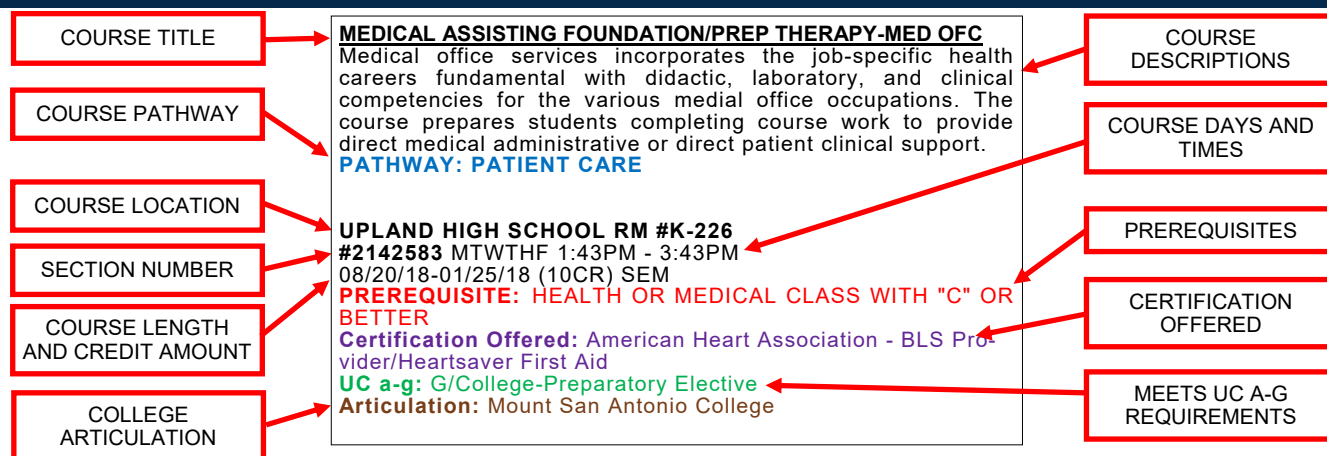 COURSE TITLE
COURSE PATHWAY
COURSE LOCATION
SECTION NUMBER
COURSE LENGTH
AND CREDIT AMOUNT
COLLEGE
ARTICULATION
MEDICAL ASSISTING FOUNDATION/PREP THERAPY-MED OFC
Medical office services incorporates the job-specific health
careers fundamental with didactic, laboratory, and clinical
competencies for the various medial office occupations. The
course prepares students completing course work to provide
direct medical administrative or direct patient clinical support.
PATHWAY: PATIENT CARE
UPLAND HIGH SCHOOL RM #K-226
#2142583 MTWTHF 1:43PM - 3:43PM
08/20/18-01/25/18 (10CR) SEM
PREREQUISITE: HEALTH OR MEDICAL CLASS WITH "C" OR
BETTER
Certification Offered: American Heart Association - BLS Pro-
vider/Heartsaver First Aid
UC a-g: G/College-Preparatory Elective
Articulation: Mount San Antonio College
COURSE
DESCRIPTIONS
COURSE DAYS AND
TIMES
PREREQUISITES
CERTIFICATION
OFFERED
MEETS UC A-G
REQUIREMENTS